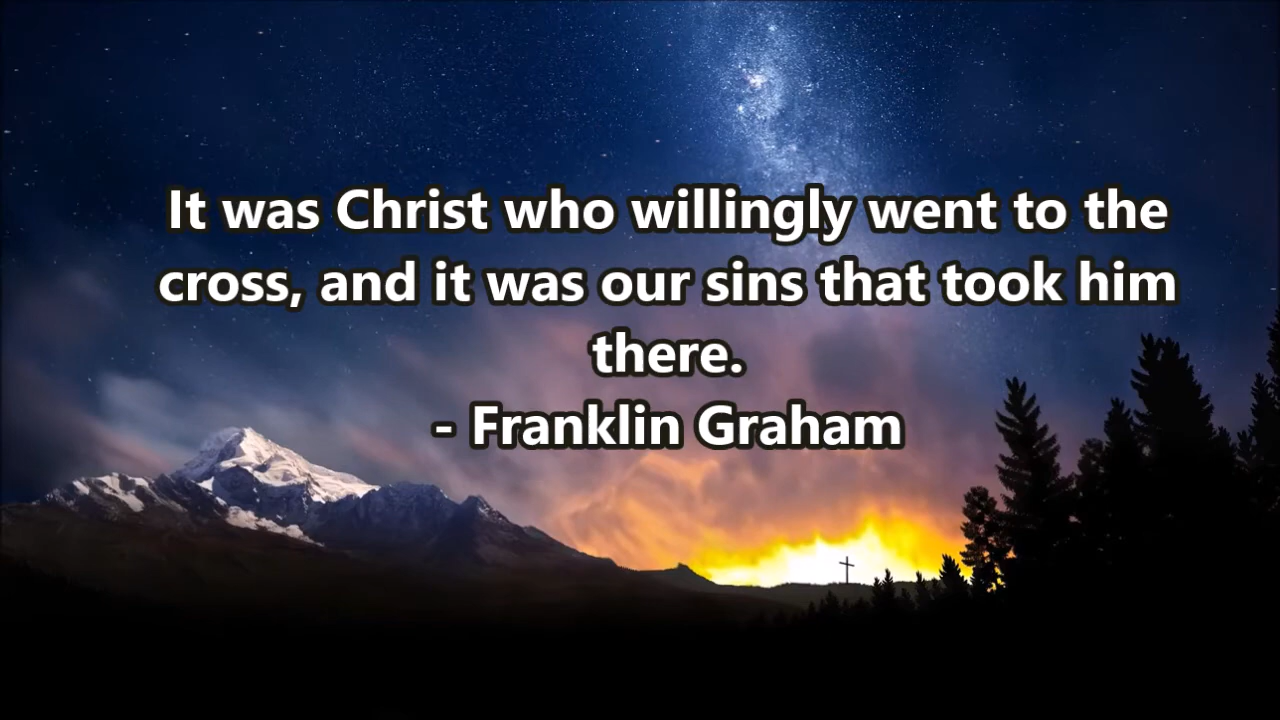 It was Christ who willingly went to the
cross, and it was our sins that took him
there.
- Franklin Graham